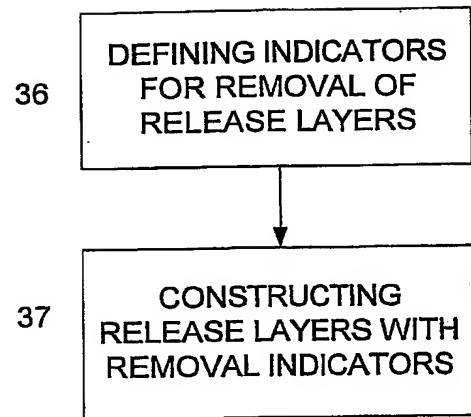 36
DEFINING INDICATORS
FOR REMOVAL OF
RELEASE LAYERS
37
CONSTRUCTING
RELEASE LAYERS WITH
REMOVAL INDICATORS